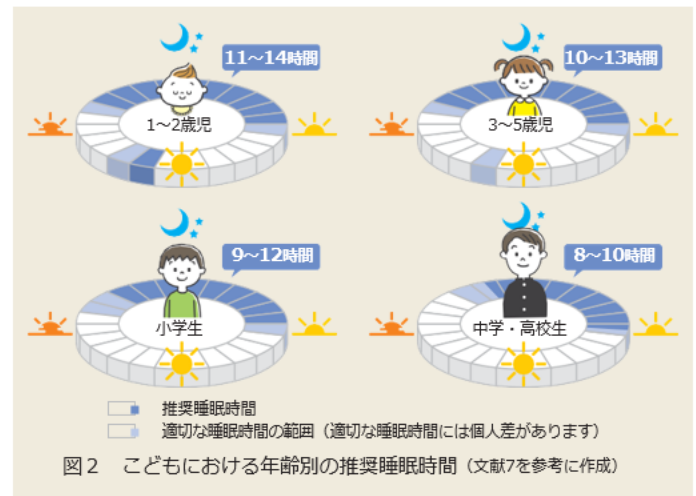 11～14時間
1～2歳児
10～13時間
3～5歳児
9～12時間
小学生
8～10時間
中学・高校生
推奨睡眠時間
適切な睡眠時間の範囲（適切な睡眠時間には個人差があります）
図２　こどもにおける年齢別の推奨睡眠時間（文献7を参考に作成）